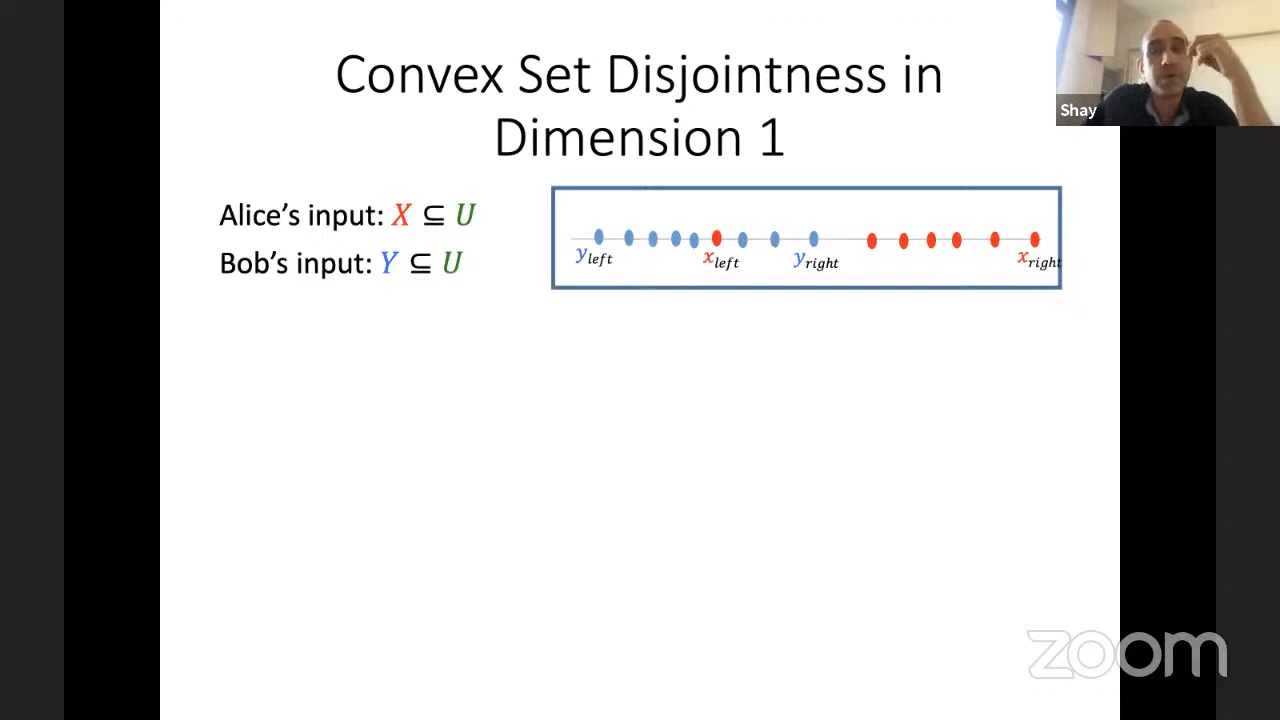 Convex Set Disjointness in
Dimension 1
Alice's input: X ⊆ U
Bob's input: Y ⊆ U
y_left x_left y_right x_right
Shay
zoom